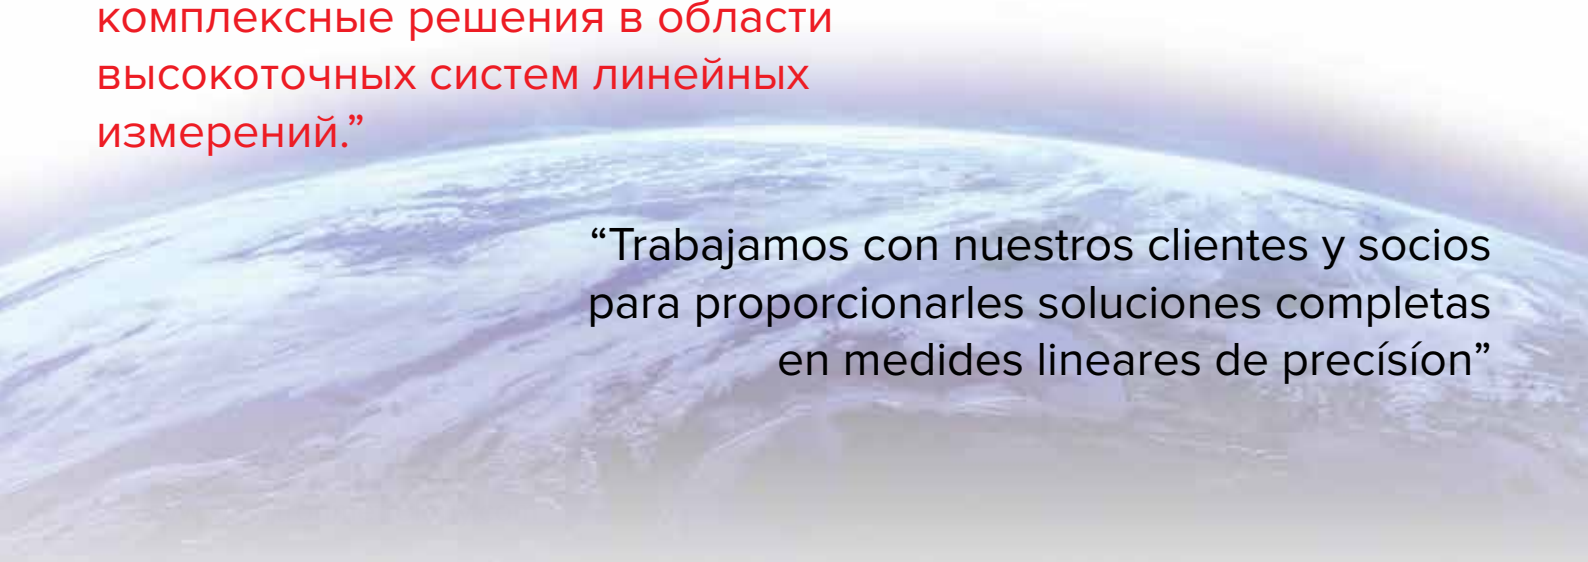 комплексные решения в области
высокоточных систем линейных
измерений.”
“Trabajamos con nuestros clientes y socios
para proporcionarles soluciones completas
en medides lineares de precísíon”